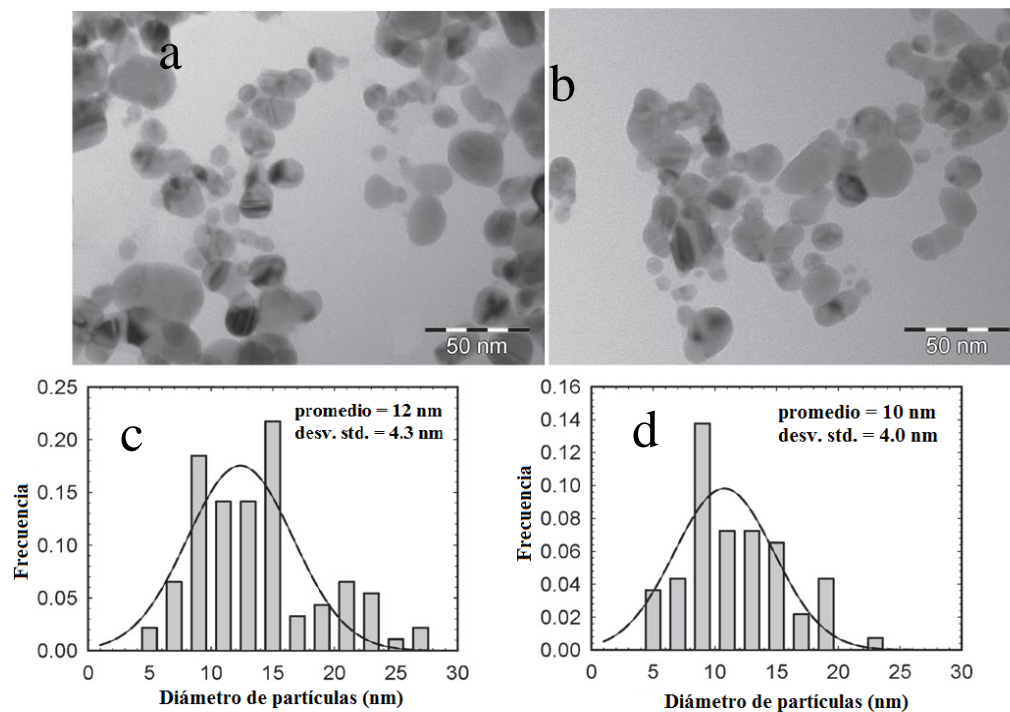 a
b
50 nm
50 nm
c
promedio = 12 nm
desv. std. = 4.3 nm
Frecuencia
0.25
0.20
0.15
0.10
0.05
0.00
0
5
10
15
20
25
30
Diámetro de partículas (nm)
d
promedio = 10 nm
desv. std. = 4.0 nm
Frecuencia
0.16
0.14
0.12
0.10
0.08
0.06
0.04
0.02
0.00
0
5
10
15
20
25
30
Diámetro de partículas (nm)